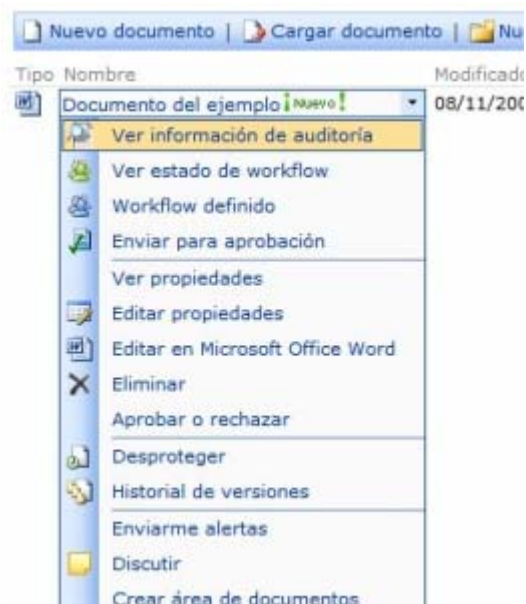 Nuevo documento | Cargar documento | Nu
Tipo Nombre Modificado
Documento del ejemplo ¡Nuevo! 08/11/200
Ver información de auditoría
Ver estado de workflow
Workflow definido
Enviar para aprobación
Ver propiedades
Editar propiedades
Editar en Microsoft Office Word
Eliminar
Aprobar o rechazar
Desproteger
Historial de versiones
Enviarme alertas
Discutir
Crear área de documentos